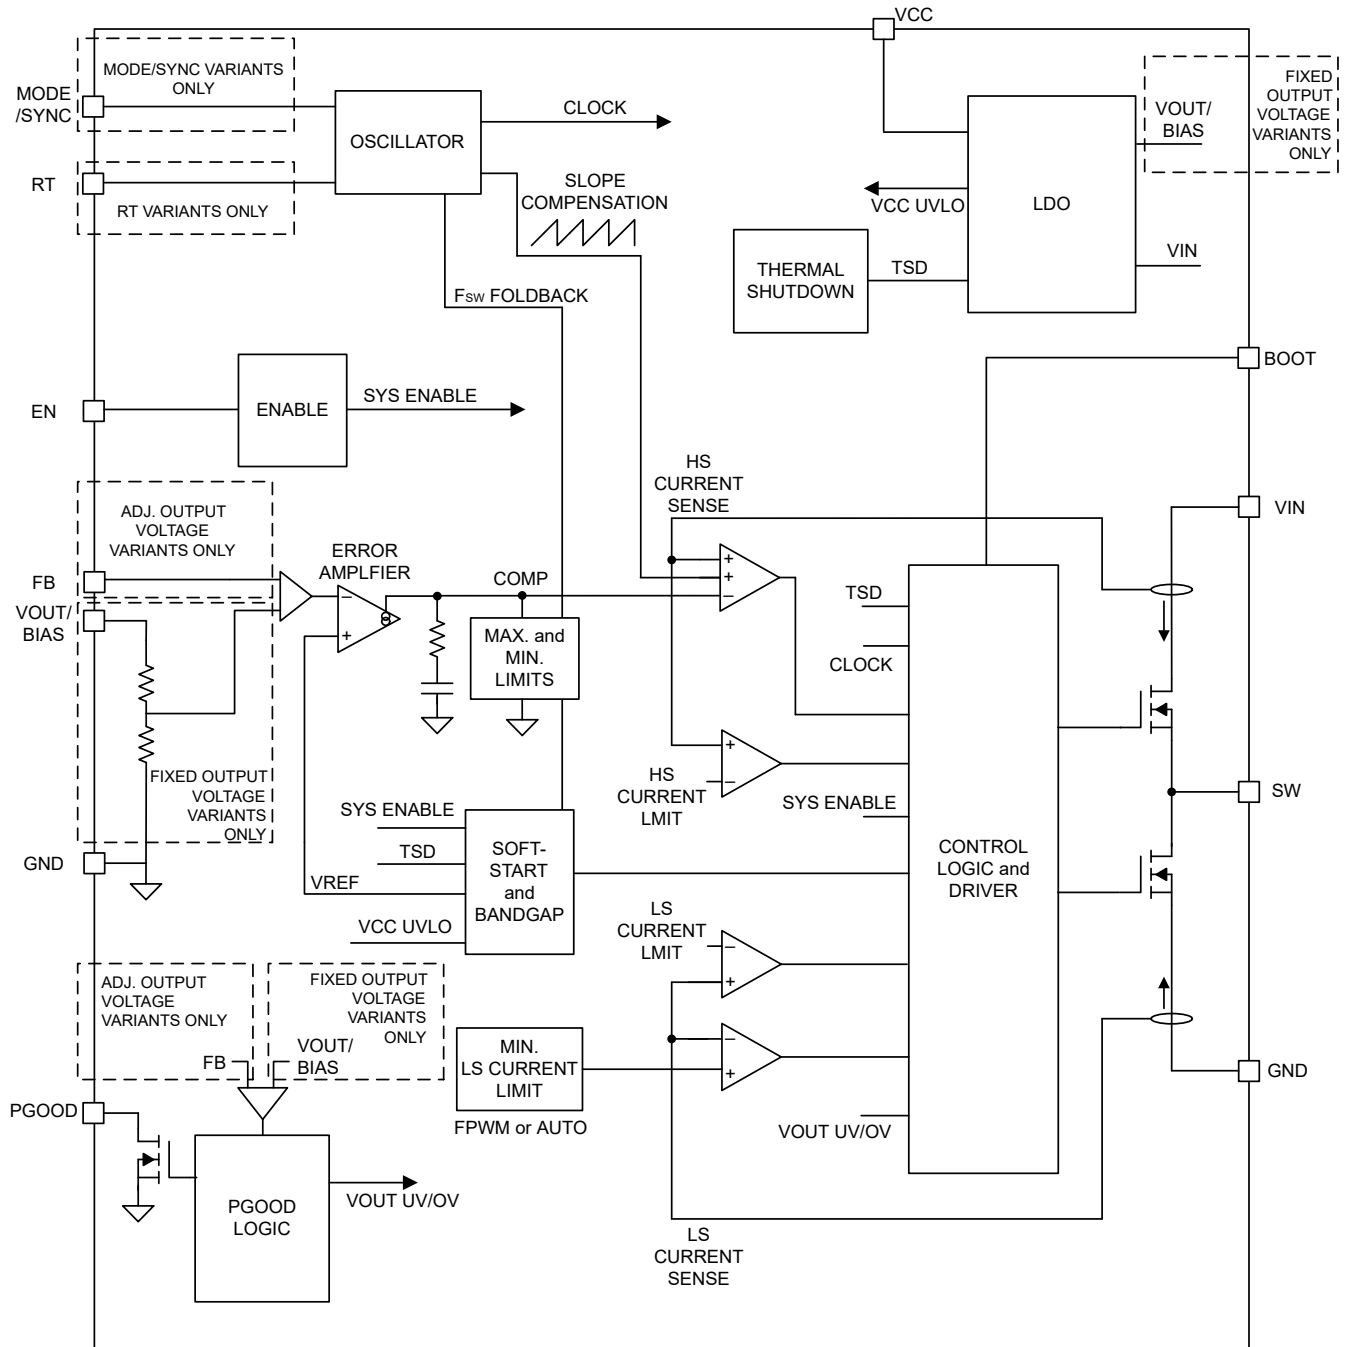 VCC
MODE/SYNC VARIANTS
ONLY
MODE
/SYNC
OSCILLATOR
CLOCK
RT
RT VARIANTS ONLY
SLOPE
COMPENSATION
FSW FOLDBACK
FIXED
OUTPUT
VOLTAGE
VARIANTS
ONLY
VOUT/
BIAS
LDO
VCC UVLO
VIN
THERMAL
SHUTDOWN
TSD
BOOT
EN
ENABLE
SYS ENABLE
HS
CURRENT
SENSE
VIN
ADJ. OUTPUT
VOLTAGE
VARIANTS ONLY
FB
VOUT/
BIAS
ERROR
AMPLFIER
−
+
COMP
MAX. and
MIN.
LIMITS
+
+
−
TSD
CLOCK
FIXED OUTPUT
VOLTAGE
VARIANTS
ONLY
GND
+
−
HS
CURRENT
LMIT
SYS ENABLE
SW
SYS ENABLE
TSD
VREF
VCC UVLO
SOFT-
START
and
BANDGAP
CONTROL
LOGIC and
DRIVER
LS
CURRENT
LMIT
−
+
ADJ. OUTPUT
VOLTAGE
VARIANTS ONLY
FIXED OUTPUT
VOLTAGE
VARIANTS
ONLY
FB
VOUT/
BIAS
MIN.
LS CURRENT
LIMIT
FPWM or AUTO
−
+
GND
PGOOD
VOUT UV/OV
PGOOD
LOGIC
VOUT UV/OV
LS
CURRENT
SENSE